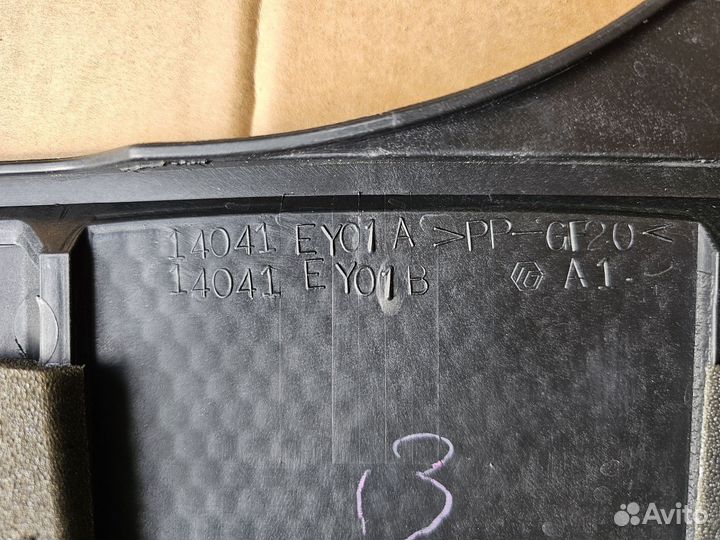 14041 EY01A >PP-GF20<
14041 EY01B A1-
13
Avito